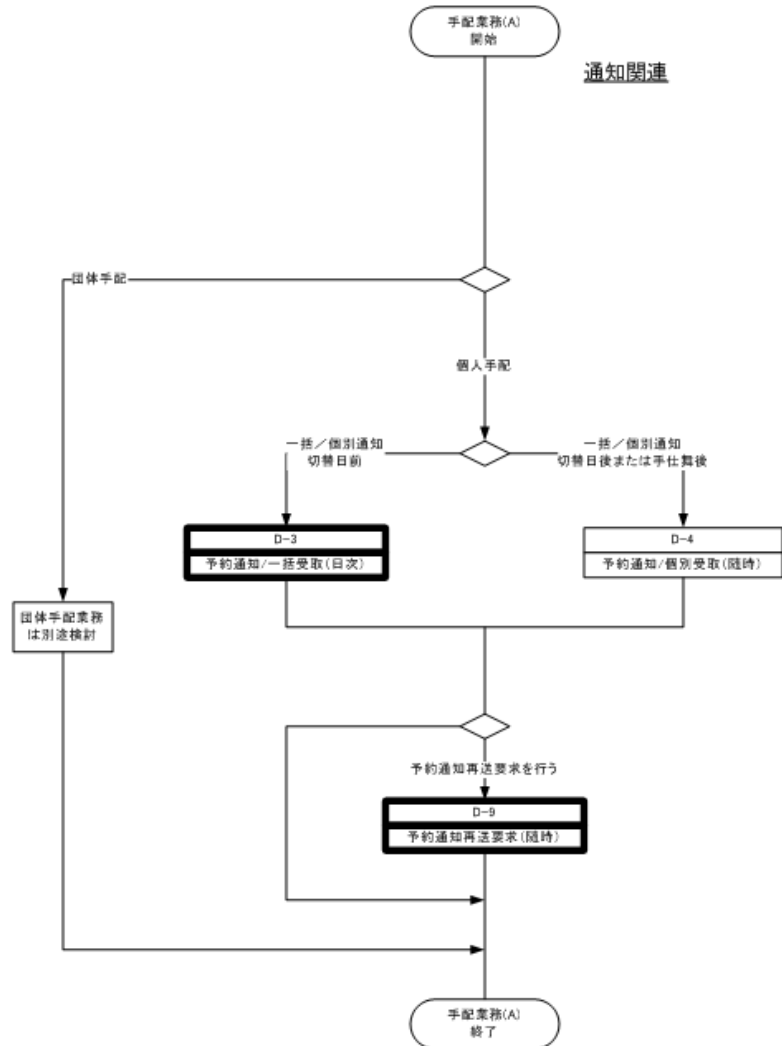 手配業務(A)
開始
通知関連
団体手配
個人手配
一括/個別通知
切替日前
一括/個別通知
切替日後または手仕舞後
D-3
予約通知/一括受取(日次)
D-4
予約通知/個別受取(随時)
団体手配業務
は別途検討
予約通知再送要求を行う
D-9
予約通知再送要求(随時)
手配業務(A)
終了